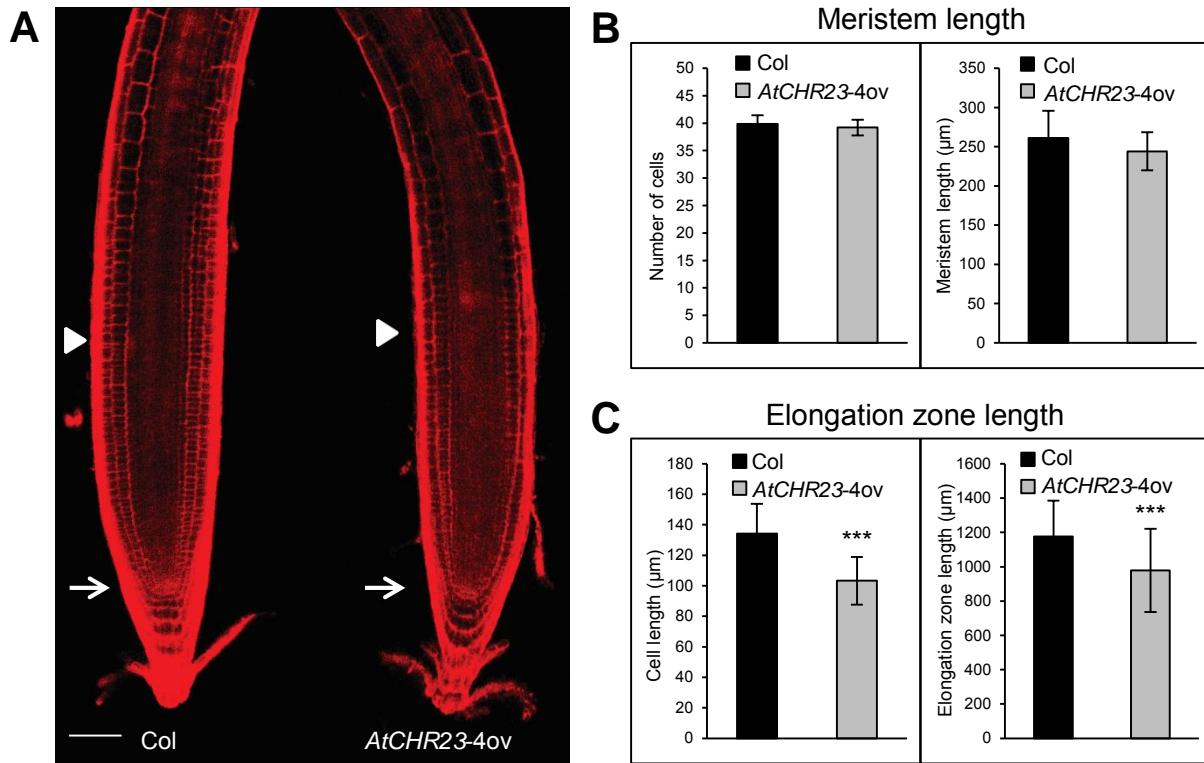 A
Col
AtCHR23-4ov
B
Meristem length
Number of cells
50
45
40
35
30
25
20
15
10
5
0
Col
AtCHR23-4ov
Meristem length (µm)
350
300
250
200
150
100
50
0
Col
AtCHR23-4ov
C
Elongation zone length
Cell length (µm)
180
160
140
120
100
80
60
40
20
0
Col
AtCHR23-4ov
***
Elongation zone length (µm)
1600
1400
1200
1000
800
600
400
200
0
Col
AtCHR23-4ov
***